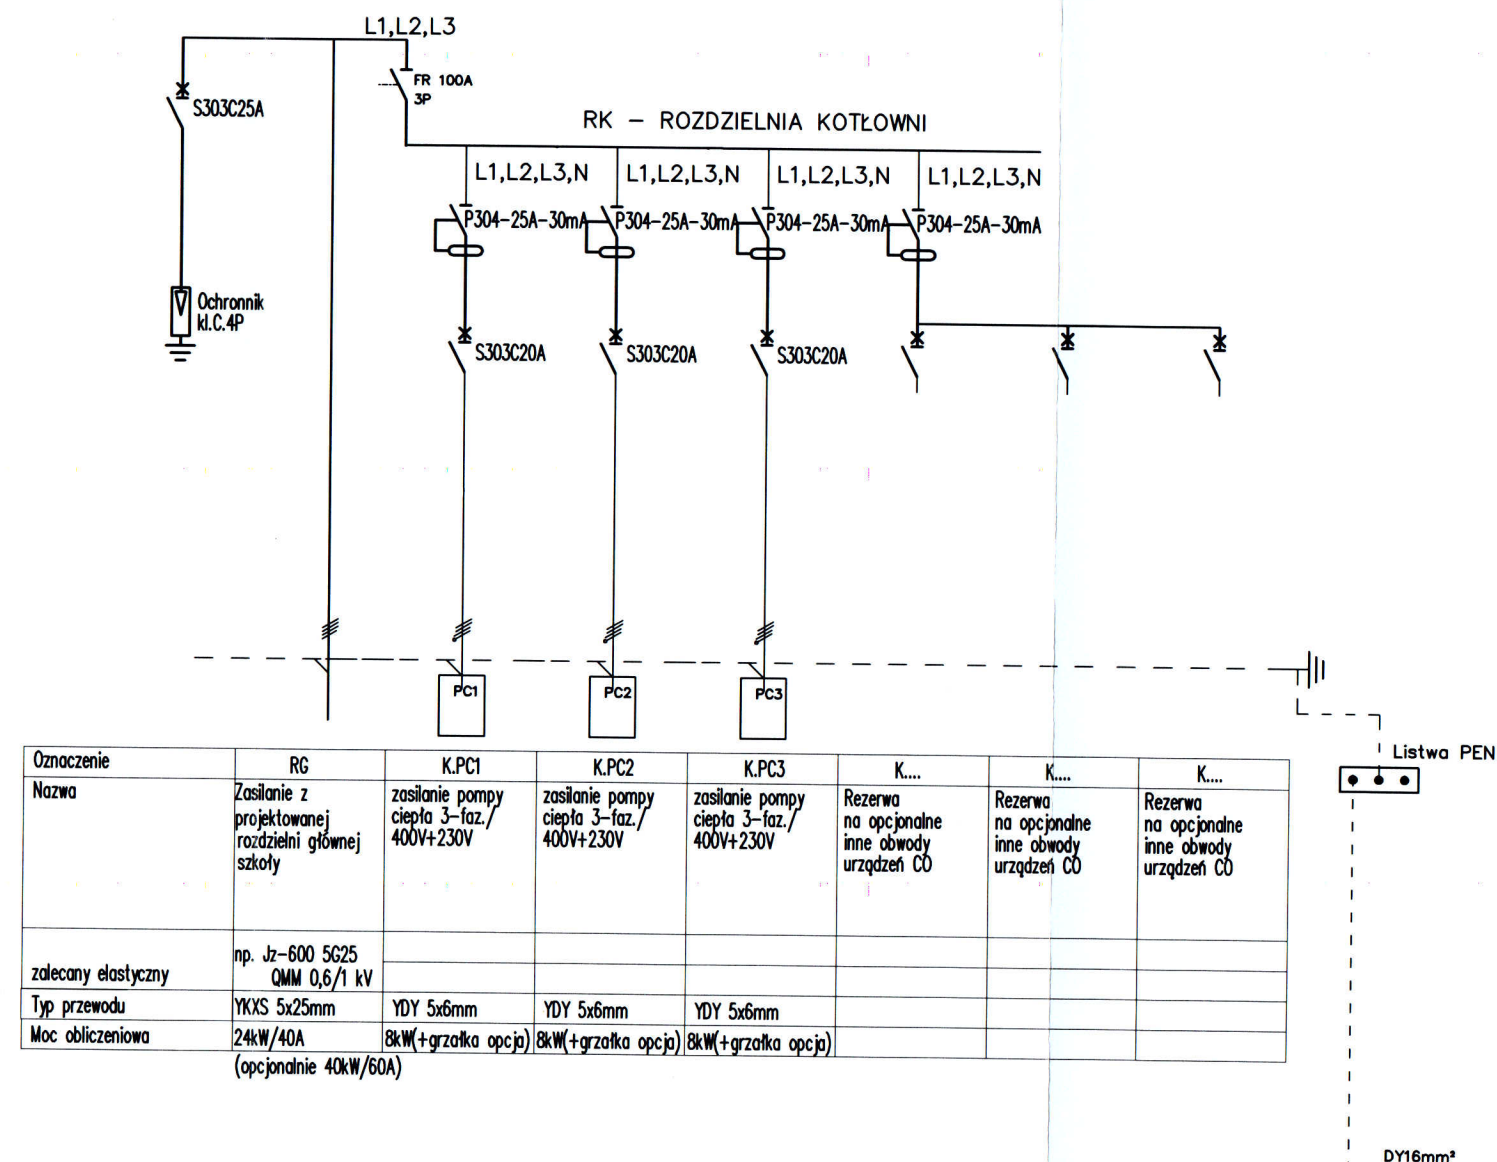 L1,L2,L3
FR 100A
3P
S303C25A
RK – ROZDZIELNIA KOTŁOWNI
L1,L2,L3,N
L1,L2,L3,N
L1,L2,L3,N
L1,L2,L3,N
P304-25A-30mA
P304-25A-30mA
P304-25A-30mA
P304-25A-30mA
Ochronnik
kl.C.4P
S303C20A
S303C20A
S303C20A
PC1
PC2
PC3
Listwa PEN
Oznaczenie
RG
K.PC1
K.PC2
K.PC3
K....
K....
K....
Nazwa
Zasilanie z
projektowanej
rozdzielni głównej
szkoły
zasilanie pompy
ciepła 3-faz./
400V+230V
zasilanie pompy
ciepła 3-faz./
400V+230V
zasilanie pompy
ciepła 3-faz./
400V+230V
Rezerwa
na opcjonalne
inne obwody
urządzeń CO
Rezerwa
na opcjonalne
inne obwody
urządzeń CO
Rezerwa
na opcjonalne
inne obwody
urządzeń CO
zalecany elastyczny
np. Jz-600 5G25
QMM 0,6/1 kV
Typ przewodu
YKXS 5x25mm
YDY 5x6mm
YDY 5x6mm
YDY 5x6mm
Moc obliczeniowa
24kW/40A
8kW(+grzałka opcja)
8kW(+grzałka opcja)
8kW(+grzałka opcja)
(opcjonalnie 40kW/60A)
DY16mm²